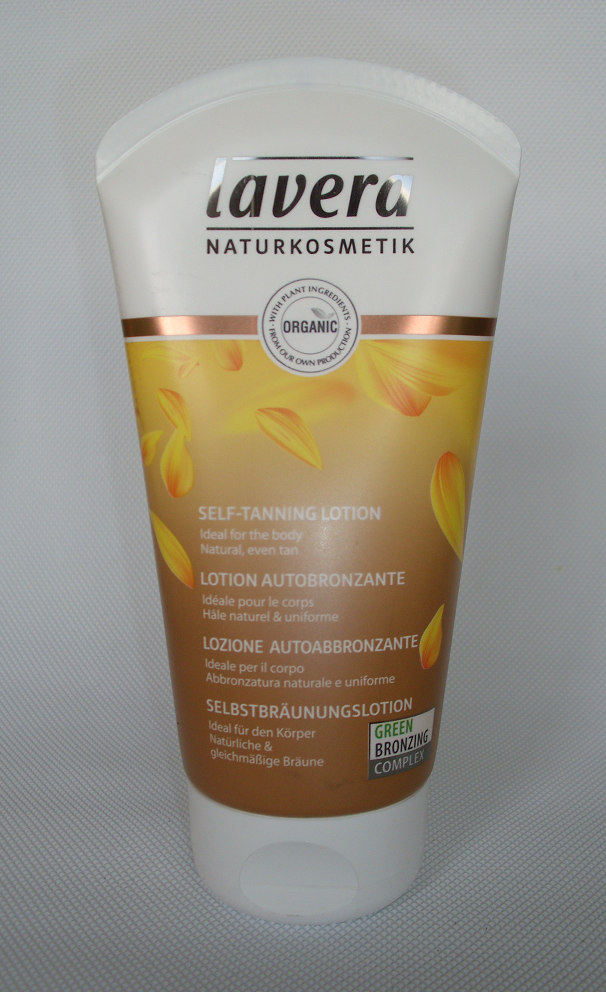 lavera
NATURKOSMETIK
· WITH PLANT INGREDIENTS ·
ORGANIC
FROM OUR OWN PRODUCTION
SELF-TANNING LOTION
Ideal for the body
Natural, even tan
LOTION AUTOBRONZANTE
Idéale pour le corps
Hâle naturel & uniforme
LOZIONE AUTOABBRONZANTE
Ideale per il corpo
Abbronzatura naturale e uniforme
SELBSTBRÄUNUNGSLOTION
Ideal für den Körper
Natürliche &
gleichmäßige Bräune
GREEN
BRONZING
COMPLEX